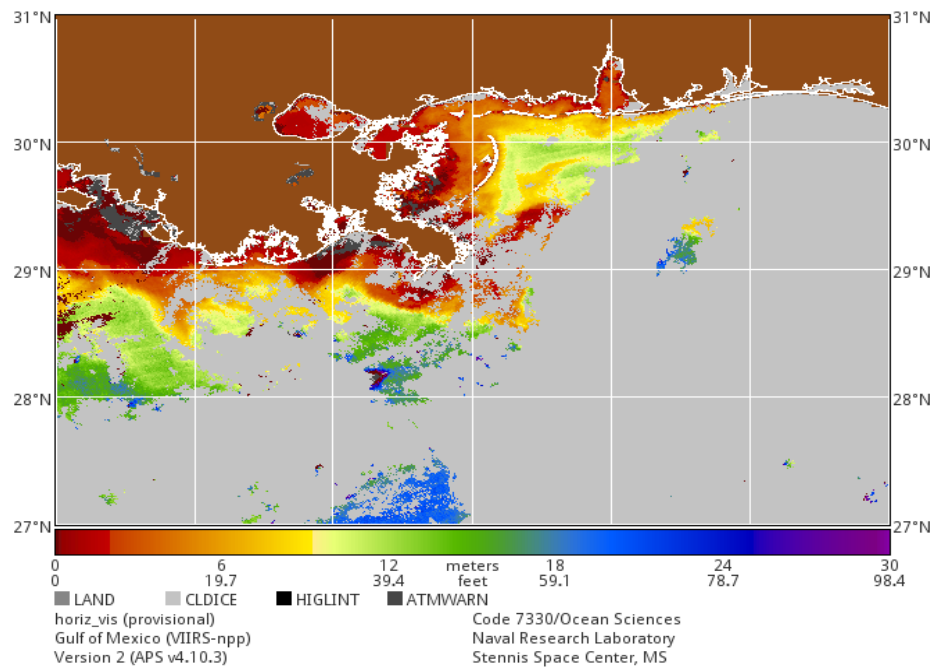 31°N 31°N
30°N 30°N
29°N 29°N
28°N 28°N
27°N 27°N
0 6 12 meters 18 24 30
0 19.7 39.4 feet 59.1 78.7 98.4
LAND CLDICE HIGLINT ATMWARN
horiz_vis (provisional) Code 7330/Ocean Sciences
Gulf of Mexico (VIIRS-npp) Naval Research Laboratory
Version 2 (APS v4.10.3) Stennis Space Center, MS